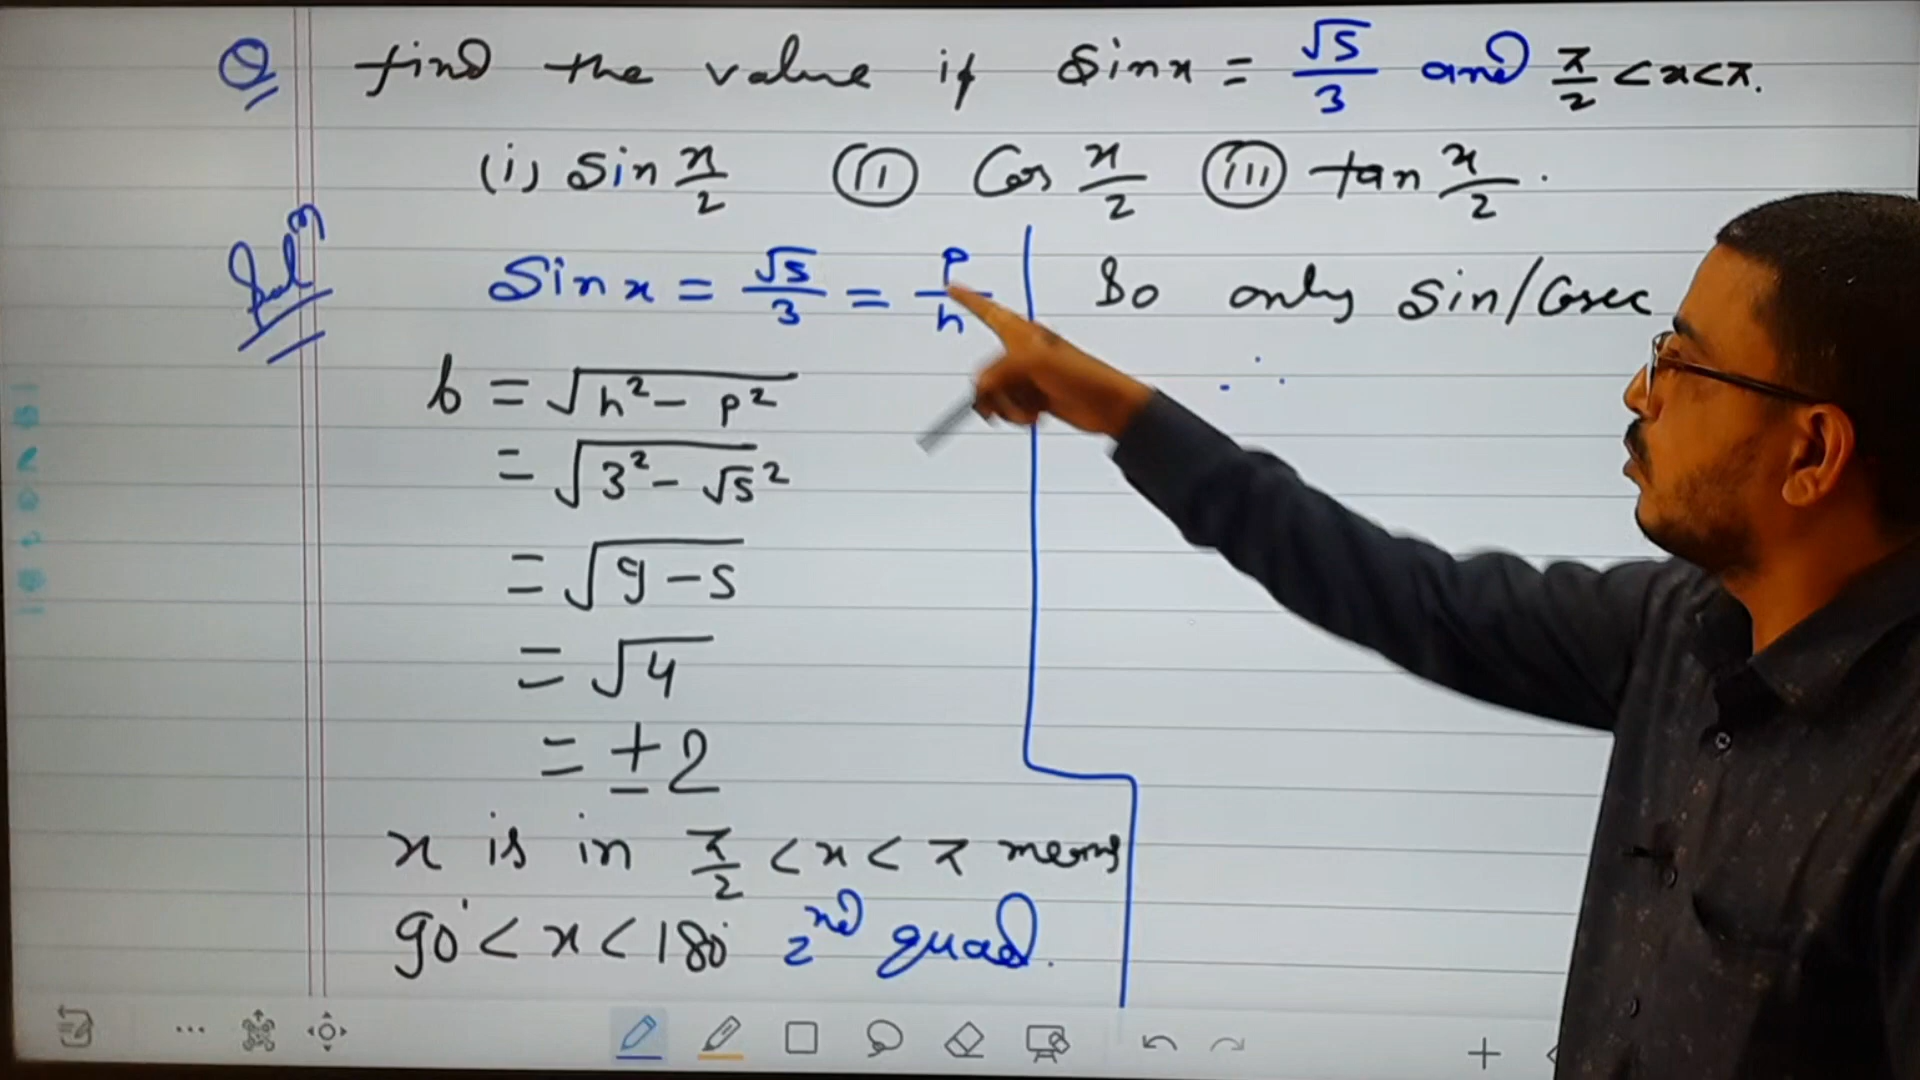 Q find the value if Sinx = √5/3 and π/2 < x < π.
(i) Sin x/2 (ii) Cos x/2 (iii) tan x/2.
Solⁿ
Sin x = √5/3 = p/h
b = √(h² - p²)
= √(3² - √5²)
= √(9 - 5)
= √4
= ± 2
x is in π/2 < x < π means
90° < x < 180° 2nd quad.
So only Sin/Cosec